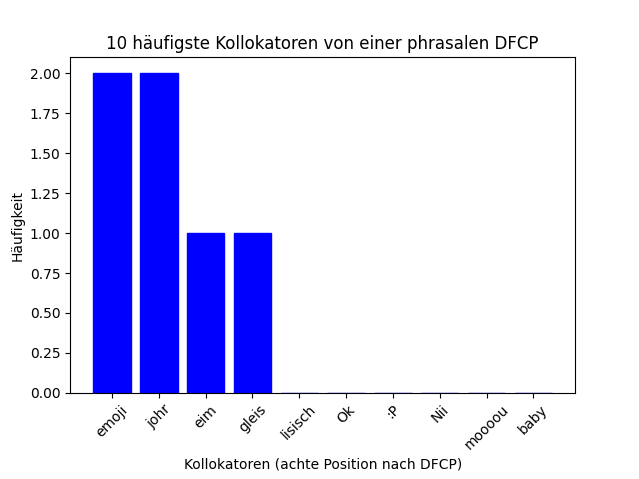 10 häufigste Kollokatoren von einer phrasalen DFCP
2.00
1.75
1.50
1.25
1.00
0.75
0.50
0.25
0.00
Häufigkeit
emoji
johr
eim
gleis
lisisch
Ok
:P
Nii
moooou
baby
Kollokatoren (achte Position nach DFCP)